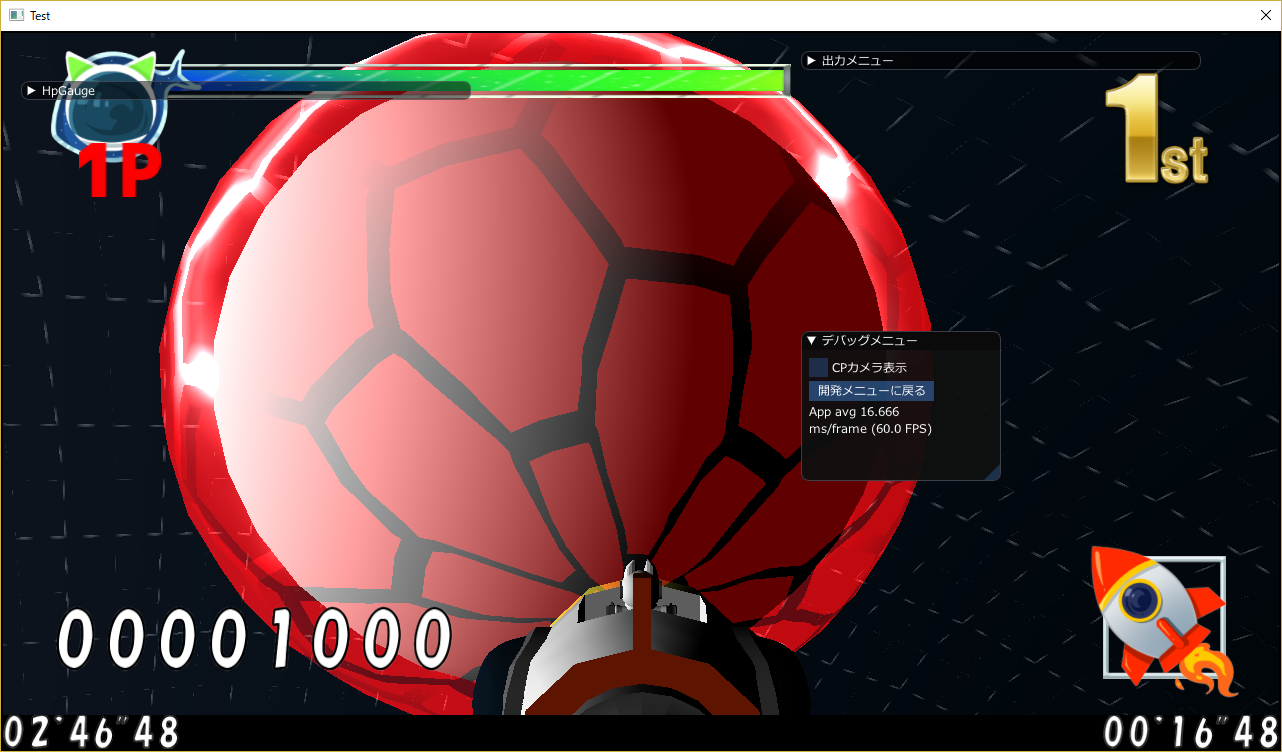 Test
HpGauge
出力メニュー
1P
1st
デバッグメニュー
CPカメラ表示
開発メニューに戻る
App avg 16.666
ms/frame (60.0 FPS)
00001000
02'46"48
00'16"48